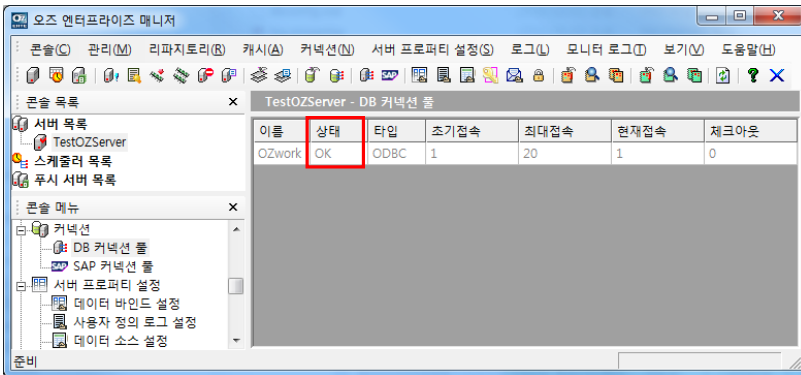 오즈 엔터프라이즈 매니저
콘솔(C) 관리(M) 리파지토리(R) 캐시(A) 커넥션(N) 서버 프로퍼티 설정(S) 로그(L) 모니터 로그(T) 보기(V) 도움말(H)
콘솔 목록
서버 목록
TestOZServer
스케줄러 목록
푸시 서버 목록
콘솔 메뉴
커넥션
DB 커넥션 풀
SAP 커넥션 풀
서버 프로퍼티 설정
데이터 바인드 설정
사용자 정의 로그 설정
데이터 소스 설정
TestOZServer - DB 커넥션 풀
이름 상태 타입 초기접속 최대접속 현재접속 체크아웃
OZwork OK ODBC 1 20 1 0
준비